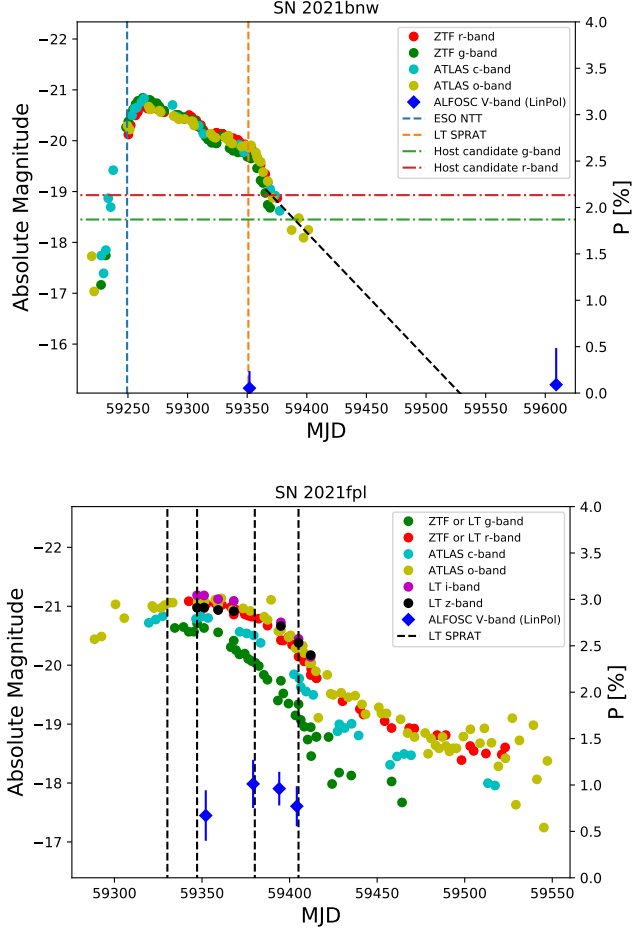 SN 2021bnw
Absolute Magnitude
−22
−21
−20
−19
−18
−17
−16
4.0
3.5
3.0
2.5
2.0
1.5
1.0
0.5
0.0
P [%]
ZTF r-band
ZTF g-band
ATLAS c-band
ATLAS o-band
ALFOSC V-band (LinPol)
ESO NTT
LT SPRAT
Host candidate g-band
Host candidate r-band
59250 59300 59350 59400 59450 59500 59550 59600
MJD
SN 2021fpl
Absolute Magnitude
−22
−21
−20
−19
−18
−17
4.0
3.5
3.0
2.5
2.0
1.5
1.0
0.5
0.0
P [%]
ZTF or LT g-band
ZTF or LT r-band
ATLAS c-band
ATLAS o-band
LT i-band
LT z-band
ALFOSC V-band (LinPol)
LT SPRAT
59300 59350 59400 59450 59500 59550
MJD